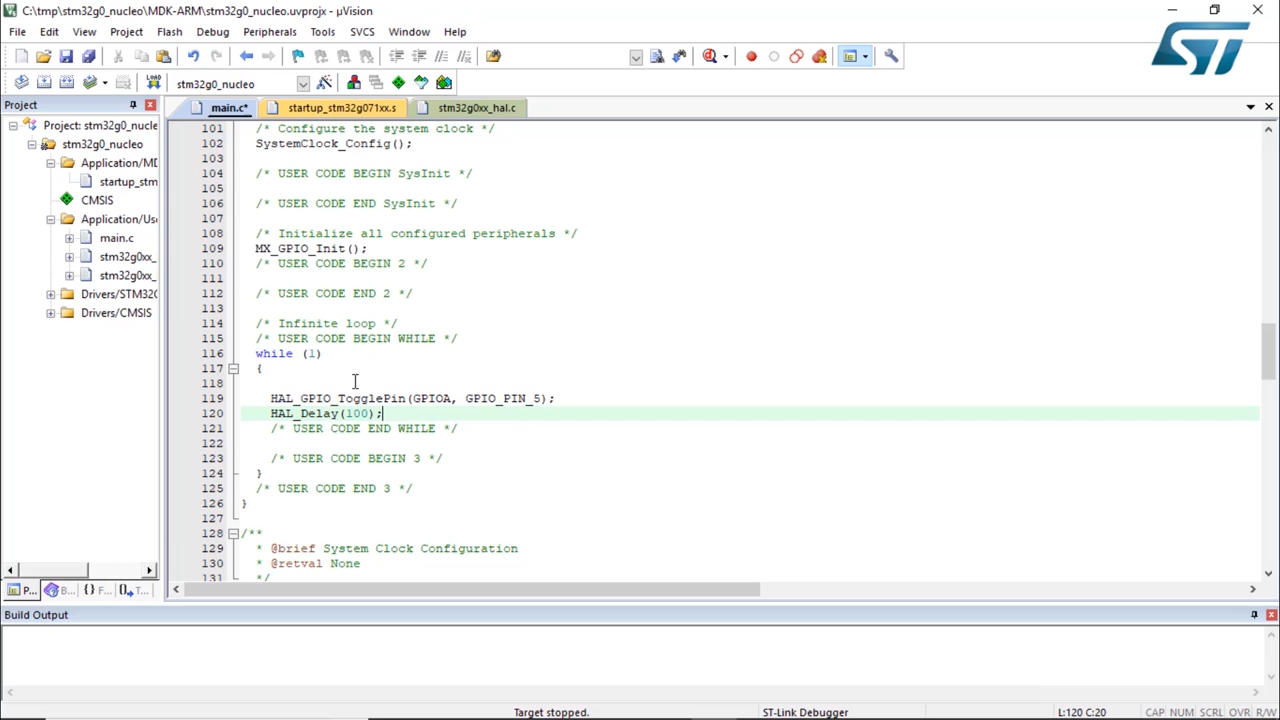 C:\tmp\stm32g0_nucleo\MDK-ARM\stm32g0_nucleo.uvprojx - µVision
File Edit View Project Flash Debug Peripherals Tools SVCS Window Help
ST
LOAD stm32g0_nucleo
Project
main.c* startup_stm32g071xx.s stm32g0xx_hal.c
Project: stm32g0_nucle
stm32g0_nucleo
Application/MD
startup_stm
CMSIS
Application/Use
main.c
stm32g0xx_
stm32g0xx_
Drivers/STM32G
Drivers/CMSIS
101 /* Configure the system clock */
102 SystemClock_Config();
103
104 /* USER CODE BEGIN SysInit */
105
106 /* USER CODE END SysInit */
107
108 /* Initialize all configured peripherals */
109 MX_GPIO_Init();
110 /* USER CODE BEGIN 2 */
111
112 /* USER CODE END 2 */
113
114 /* Infinite loop */
115 /* USER CODE BEGIN WHILE */
116 while (1)
117 {
118
119 HAL_GPIO_TogglePin(GPIOA, GPIO_PIN_5);
120 HAL_Delay(100);
121 /* USER CODE END WHILE */
122
123 /* USER CODE BEGIN 3 */
124 }
125 /* USER CODE END 3 */
126 }
127
128 /**
129 * @brief System Clock Configuration
130 * @retval None
131 */
P... B... {} F... T...
Build Output
Target stopped. ST-Link Debugger L:120 C:20 CAP NUM SCRL OVR R/W